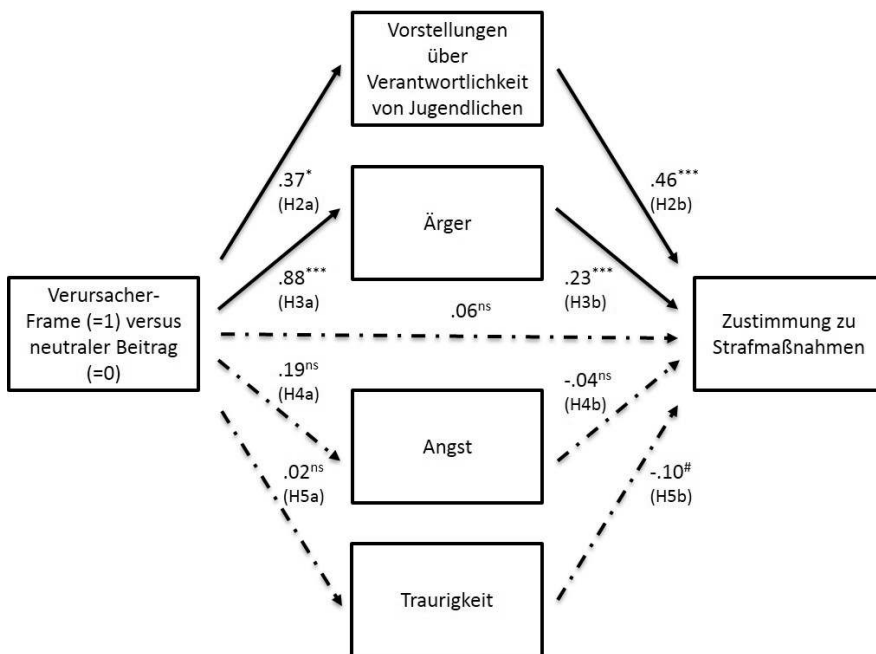 Vorstellungen
über
Verantwortlichkeit
von Jugendlichen
.37*
(H2a)
.46***
(H2b)
Ärger
.88***
(H3a)
.23***
(H3b)
Verursacher-
Frame (=1) versus
neutraler Beitrag
(=0)
.06ns
Zustimmung zu
Strafmaßnahmen
.19ns
(H4a)
-.04ns
(H4b)
Angst
.02ns
(H5a)
-.10#
(H5b)
Traurigkeit